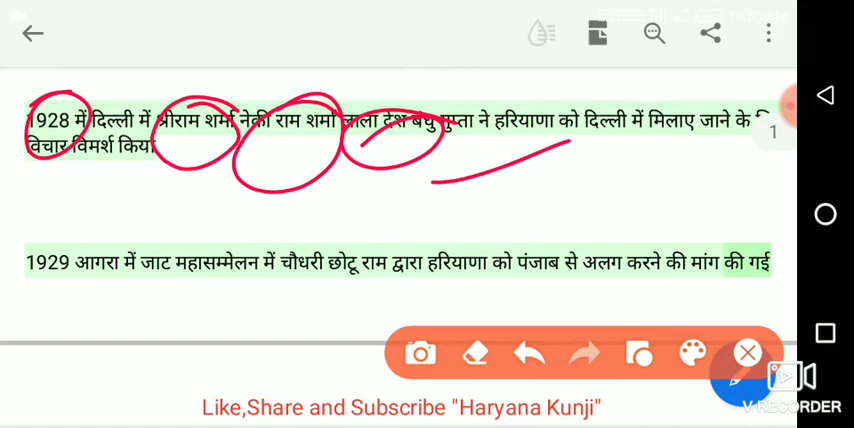 1928 में दिल्ली में श्रीराम शर्मा नेकी राम शर्मा लाला देश बंधु गुप्ता ने हरियाणा को दिल्ली में मिलाए जाने के
1
विचार विमर्श किया
1929 आगरा में जाट महासम्मेलन में चौधरी छोटू राम द्वारा हरियाणा को पंजाब से अलग करने की मांग की गई
V RECORDER
Like,Share and Subscribe "Haryana Kunji"